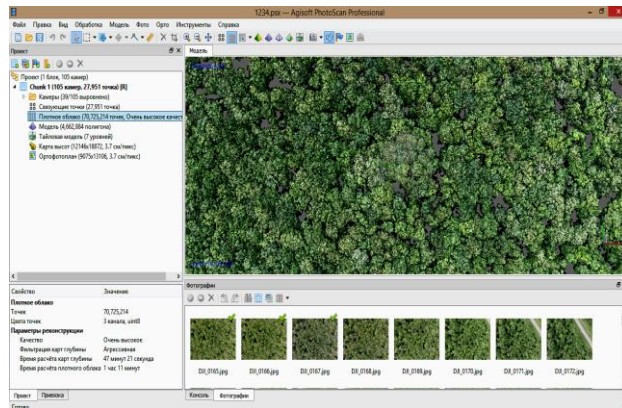 1234.psx — Agisoft PhotoScan Professional
Файл Правка Вид Обработка Модель Фото Орто Инструменты Справка
Проект
Модель
Проект (1 блок, 105 камер)
Chunk 1 (105 камер, 27,951 точка) [R]
Камеры (39/105 выровнено)
Связующие точки (27,951 точка)
Плотное облако (70,725,214 точек, Очень высокое качест
Модель (4,662,884 полигона)
Тайловая модель (7 уровней)
Карта высот (12146x18872, 3.7 см/пикс)
Ортофотоплан (9075x13106, 3.7 см/пикс)
Свойство Значение
Плотное облако
Точек 70,725,214
Цвета точек 3 канала, uint8
Параметры реконструкции
Качество Очень высокое
Фильтрация карт глубины Агрессивная
Время расчёта карт глубины 47 минут 21 секунда
Время расчёта плотного облака 1 час 11 минут
Фотографии
DJI_0165.jpg DJI_0166.jpg DJI_0167.jpg DJI_0168.jpg DJI_0169.jpg DJI_0170.jpg DJI_0171.jpg DJI_0172.jpg
Проект Привязка
Консоль Фотографии